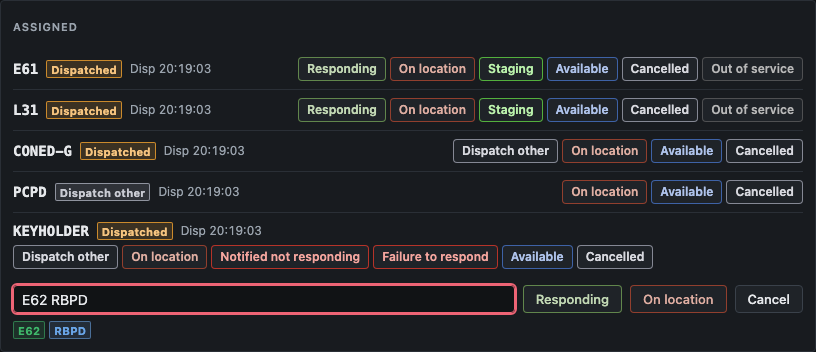 ASSIGNED
E61 Dispatched Disp 20:19:03 Responding On location Staging Available Cancelled Out of service
L31 Dispatched Disp 20:19:03 Responding On location Staging Available Cancelled Out of service
CONED-G Dispatched Disp 20:19:03 Dispatch other On location Available Cancelled
PCPD Dispatch other Disp 20:19:03 On location Available Cancelled
KEYHOLDER Dispatched Disp 20:19:03
Dispatch other On location Notified not responding Failure to respond Available Cancelled
E62 RBPD Responding On location Cancel
E62 RBPD